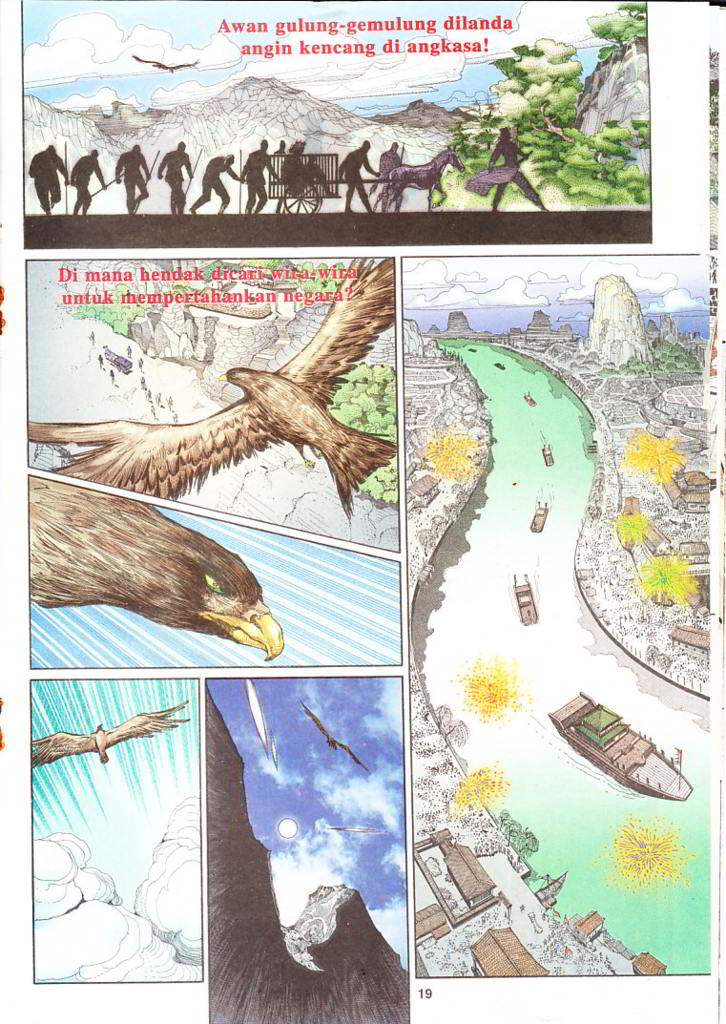 Awan gulung-gemulung dilanda
angin kencang di angkasa!
Di mana hendak dicari wira-wira
untuk mempertahankan negara?
19